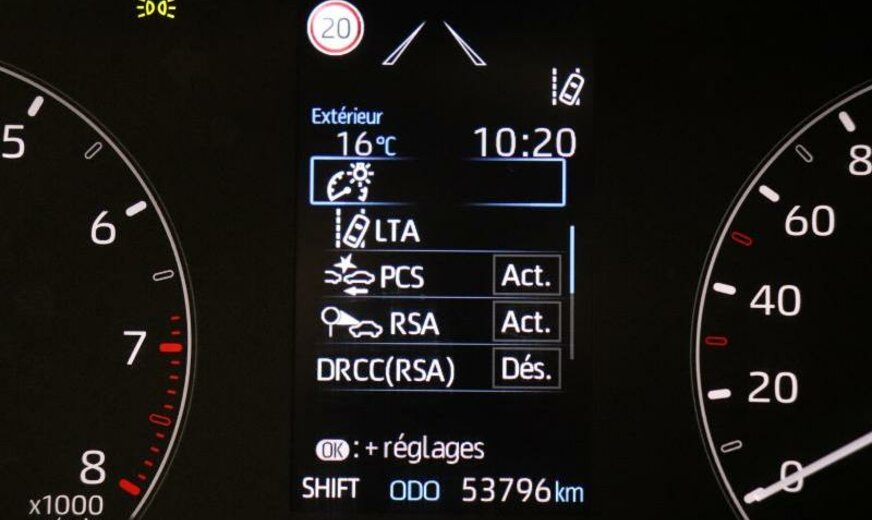 20
Extérieur
16°C 10:20
LTA
PCS Act.
RSA Act.
DRCC(RSA) Dés.
OK : + réglages
SHIFT ODO 53796 km
5
6
7
8
x1000
8
60
40
20
0